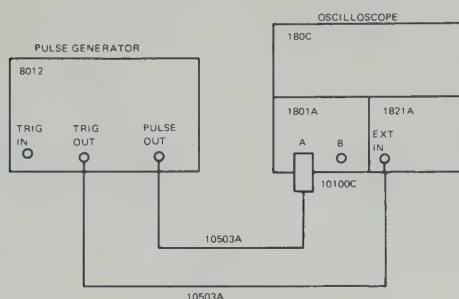 OSCILLOSCOPE
PULSE GENERATOR
180C
8012
1801A
1821A
TRIG IN
TRIG OUT
PULSE OUT
A
B
EXT IN
10100C
10503A
10503A